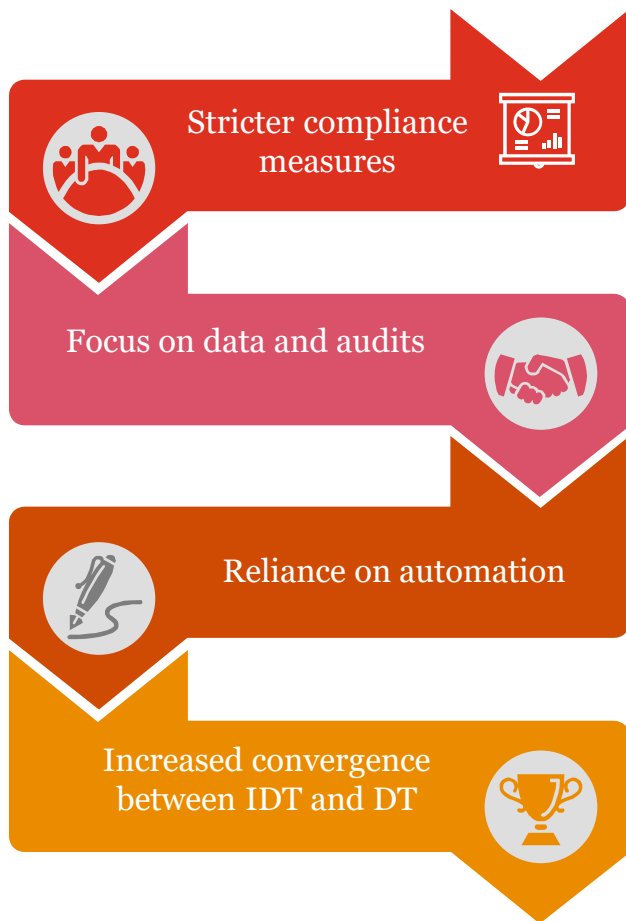 Stricter compliance
measures
Focus on data and audits
Reliance on automation
Increased convergence
between IDT and DT